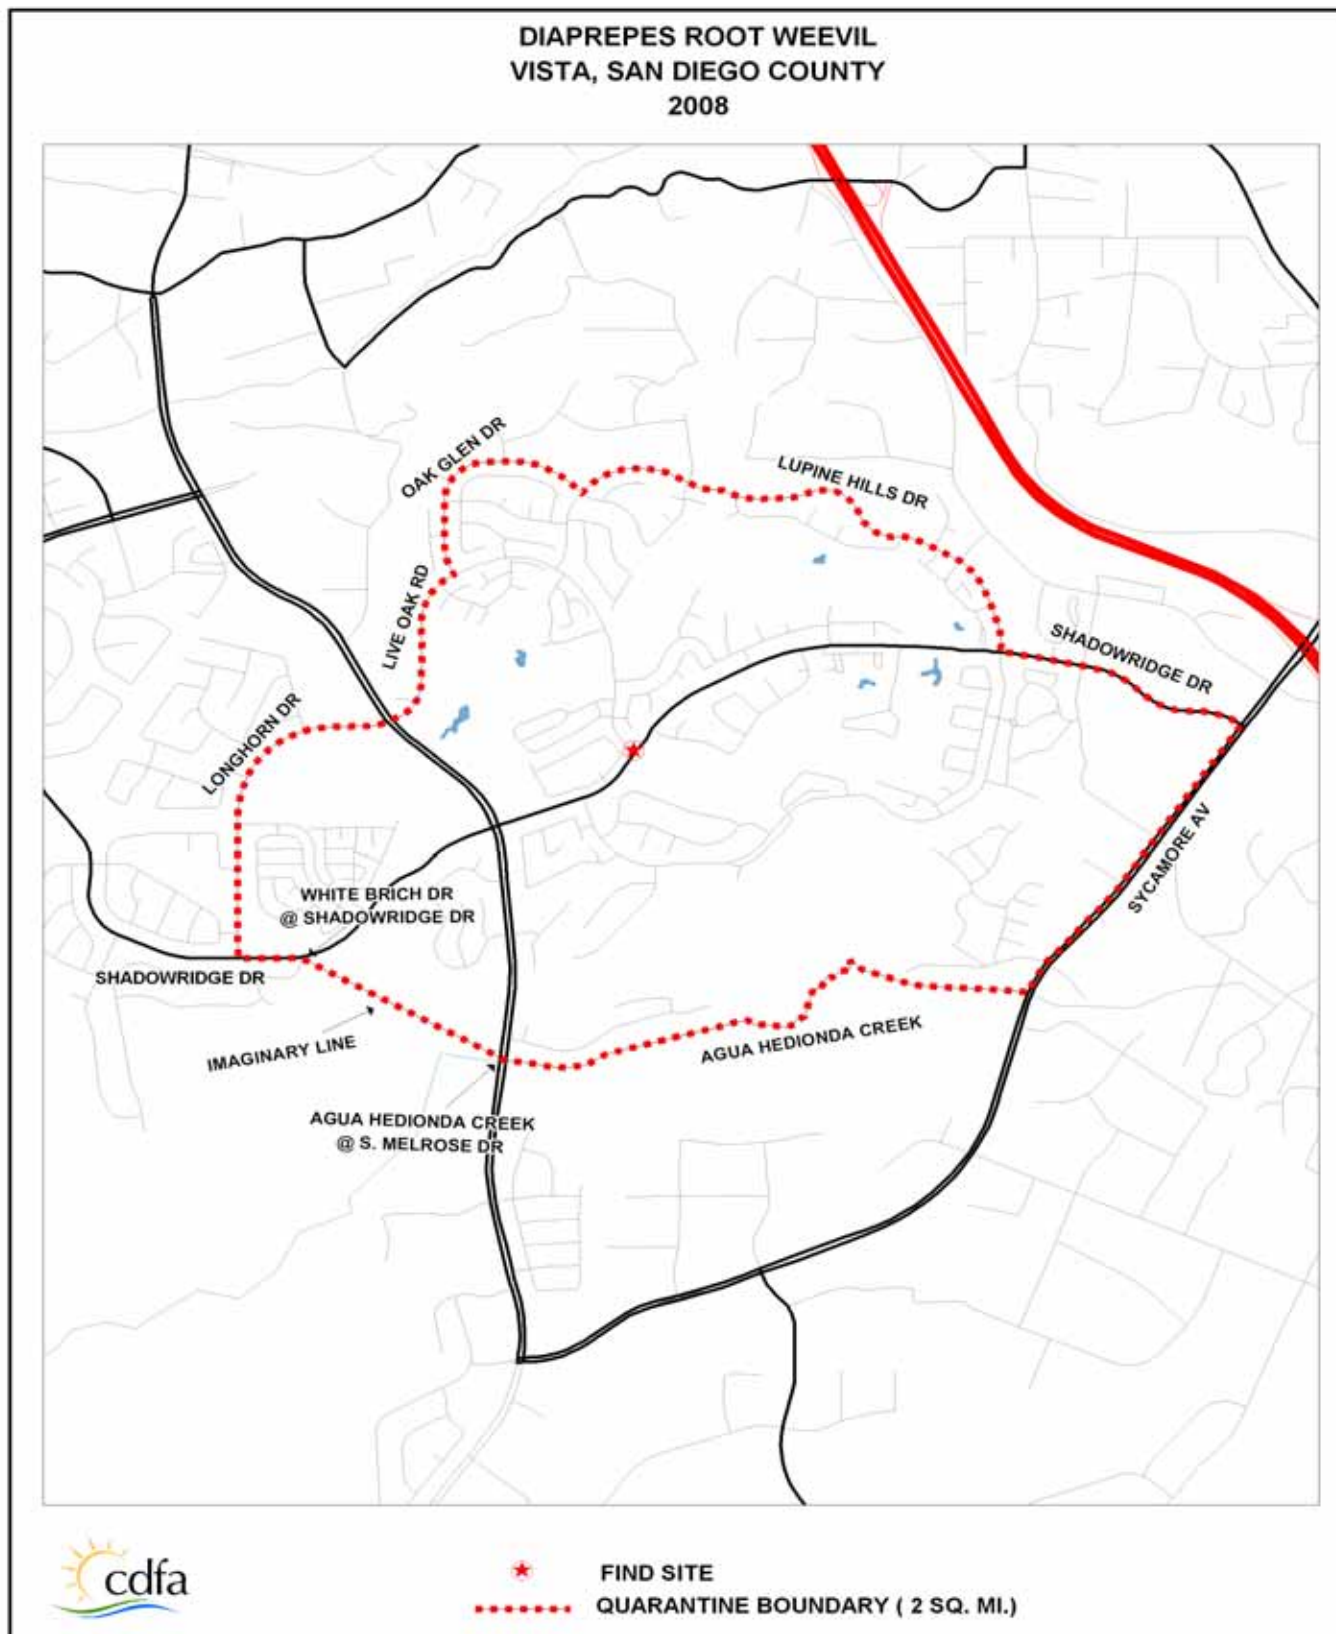 DIAPREPES ROOT WEEVIL
VISTA, SAN DIEGO COUNTY
2008
OAK GLEN DR
LUPINE HILLS DR
LIVE OAK RD
SHADOWRIDGE DR
LONGHORN DR
SYCAMORE AV
WHITE BRICH DR
@ SHADOWRIDGE DR
SHADOWRIDGE DR
IMAGINARY LINE
AGUA HEDIONDA CREEK
AGUA HEDIONDA CREEK
@ S. MELROSE DR
cdfa
FIND SITE
QUARANTINE BOUNDARY ( 2 SQ. MI.)